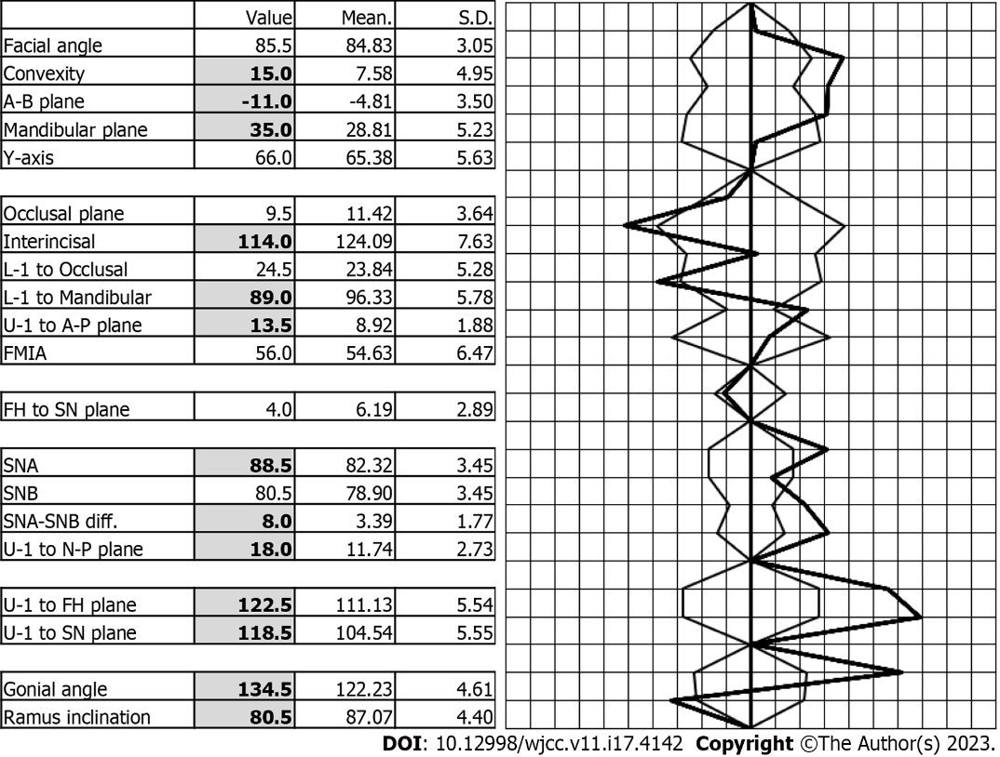 Value Mean. S.D.
Facial angle 85.5 84.83 3.05
Convexity 15.0 7.58 4.95
A-B plane -11.0 -4.81 3.50
Mandibular plane 35.0 28.81 5.23
Y-axis 66.0 65.38 5.63
Occlusal plane 9.5 11.42 3.64
Interincisal 114.0 124.09 7.63
L-1 to Occlusal 24.5 23.84 5.28
L-1 to Mandibular 89.0 96.33 5.78
U-1 to A-P plane 13.5 8.92 1.88
FMIA 56.0 54.63 6.47
FH to SN plane 4.0 6.19 2.89
SNA 88.5 82.32 3.45
SNB 80.5 78.90 3.45
SNA-SNB diff. 8.0 3.39 1.77
U-1 to N-P plane 18.0 11.74 2.73
U-1 to FH plane 122.5 111.13 5.54
U-1 to SN plane 118.5 104.54 5.55
Gonial angle 134.5 122.23 4.61
Ramus inclination 80.5 87.07 4.40
DOI: 10.12998/wjcc.v11.i17.4142 Copyright ©The Author(s) 2023.